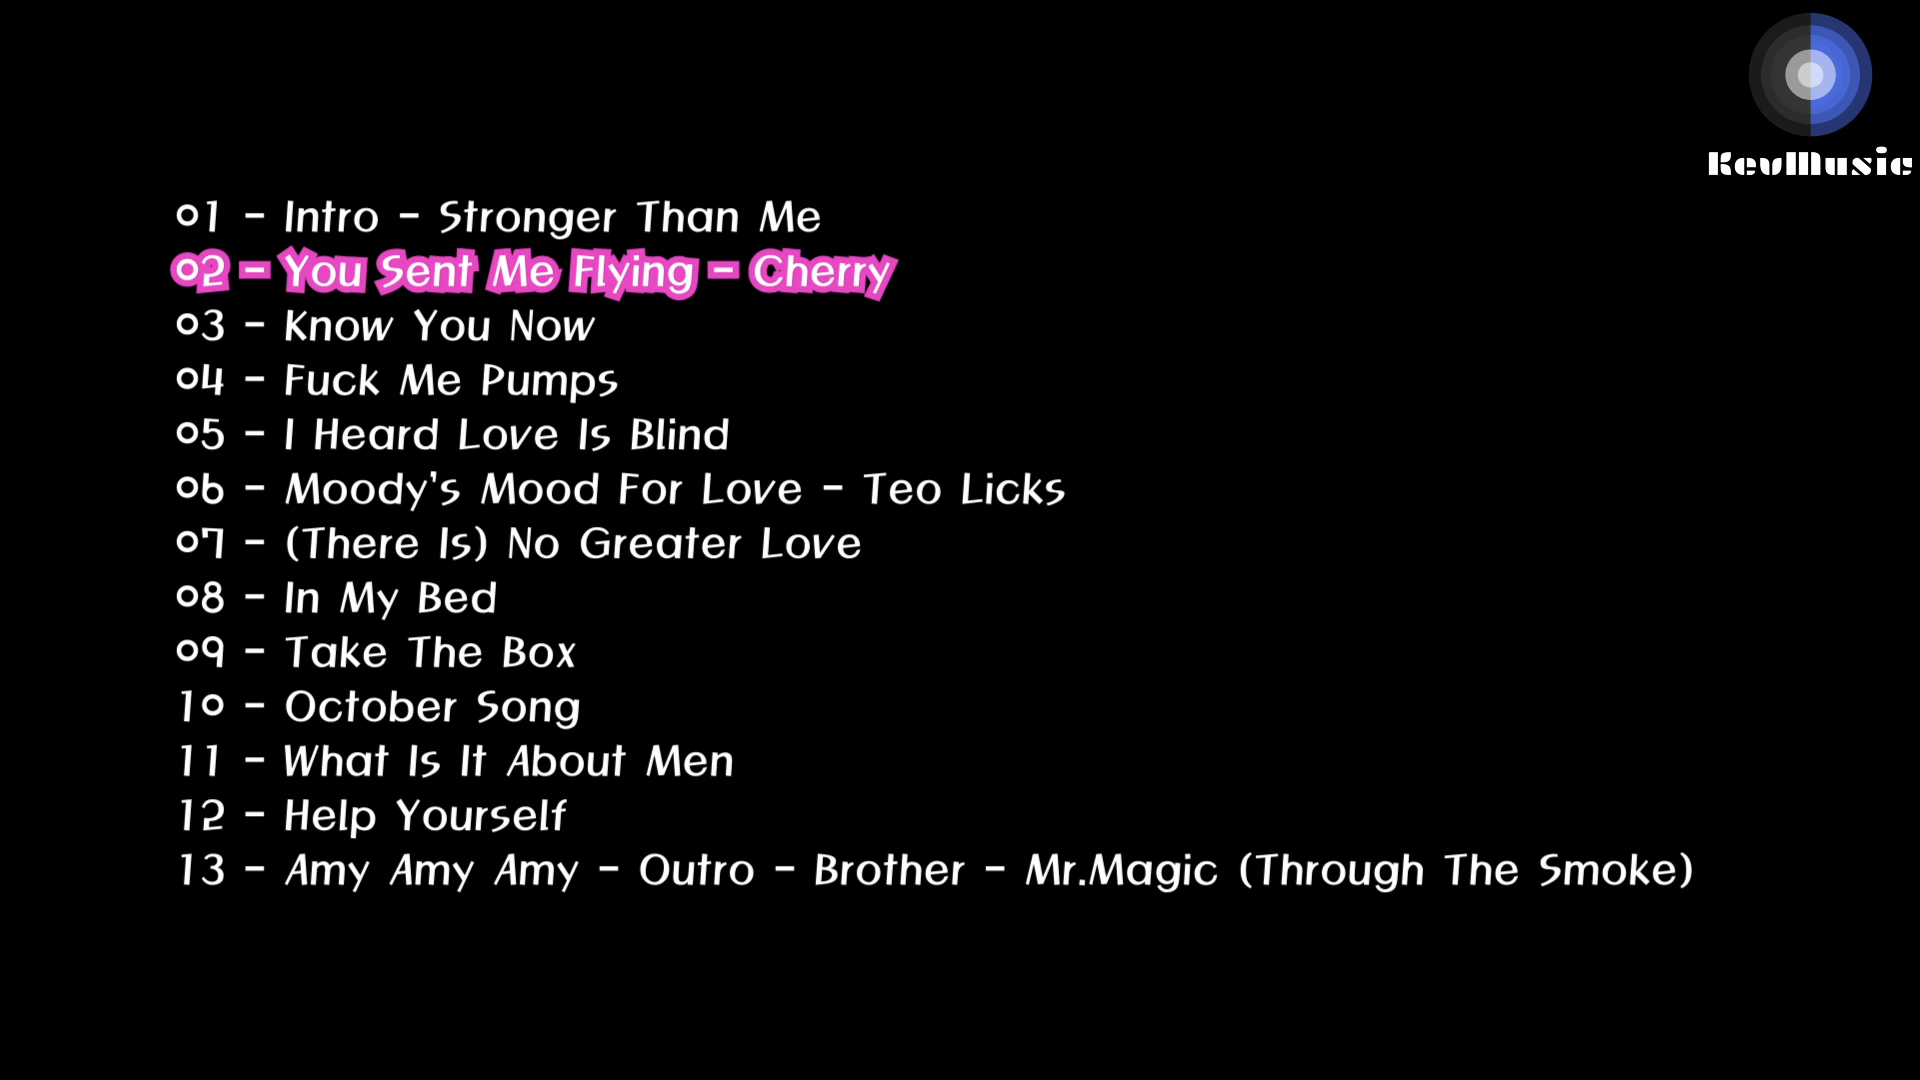 KevMusic
01 - Intro - Stronger Than Me
02 - You Sent Me Flying - Cherry
03 - Know You Now
04 - Fuck Me Pumps
05 - I Heard Love Is Blind
06 - Moody's Mood For Love - Teo Licks
07 - (There Is) No Greater Love
08 - In My Bed
09 - Take The Box
10 - October Song
11 - What Is It About Men
12 - Help Yourself
13 - Amy Amy Amy - Outro - Brother - Mr.Magic (Through The Smoke)